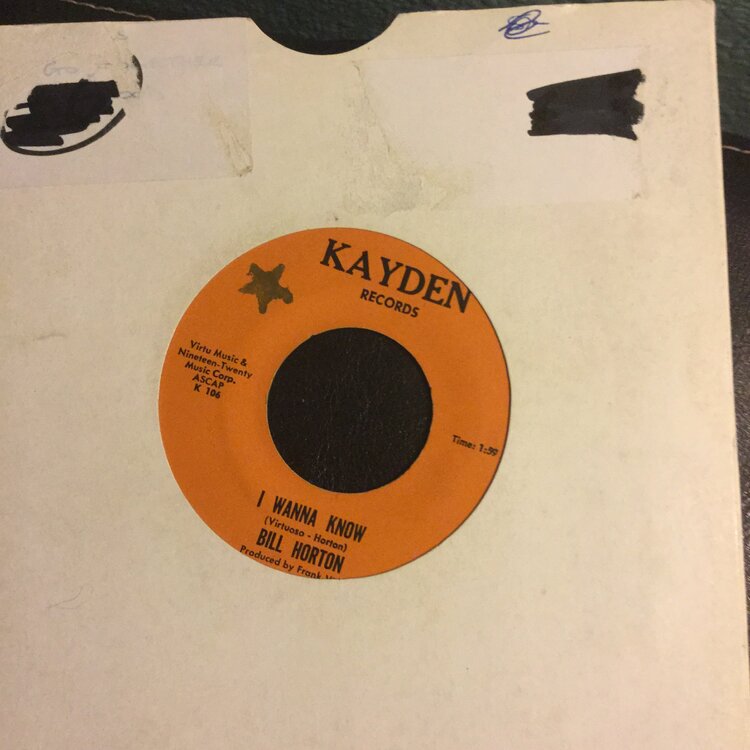 KAYDEN
RECORDS
Virtu Music &
Nineteen-Twenty
Music Corp.
ASCAP
K 106
Time: 1:59
I WANNA KNOW
(Virtuoso - Horton)
BILL HORTON
Produced by Frank